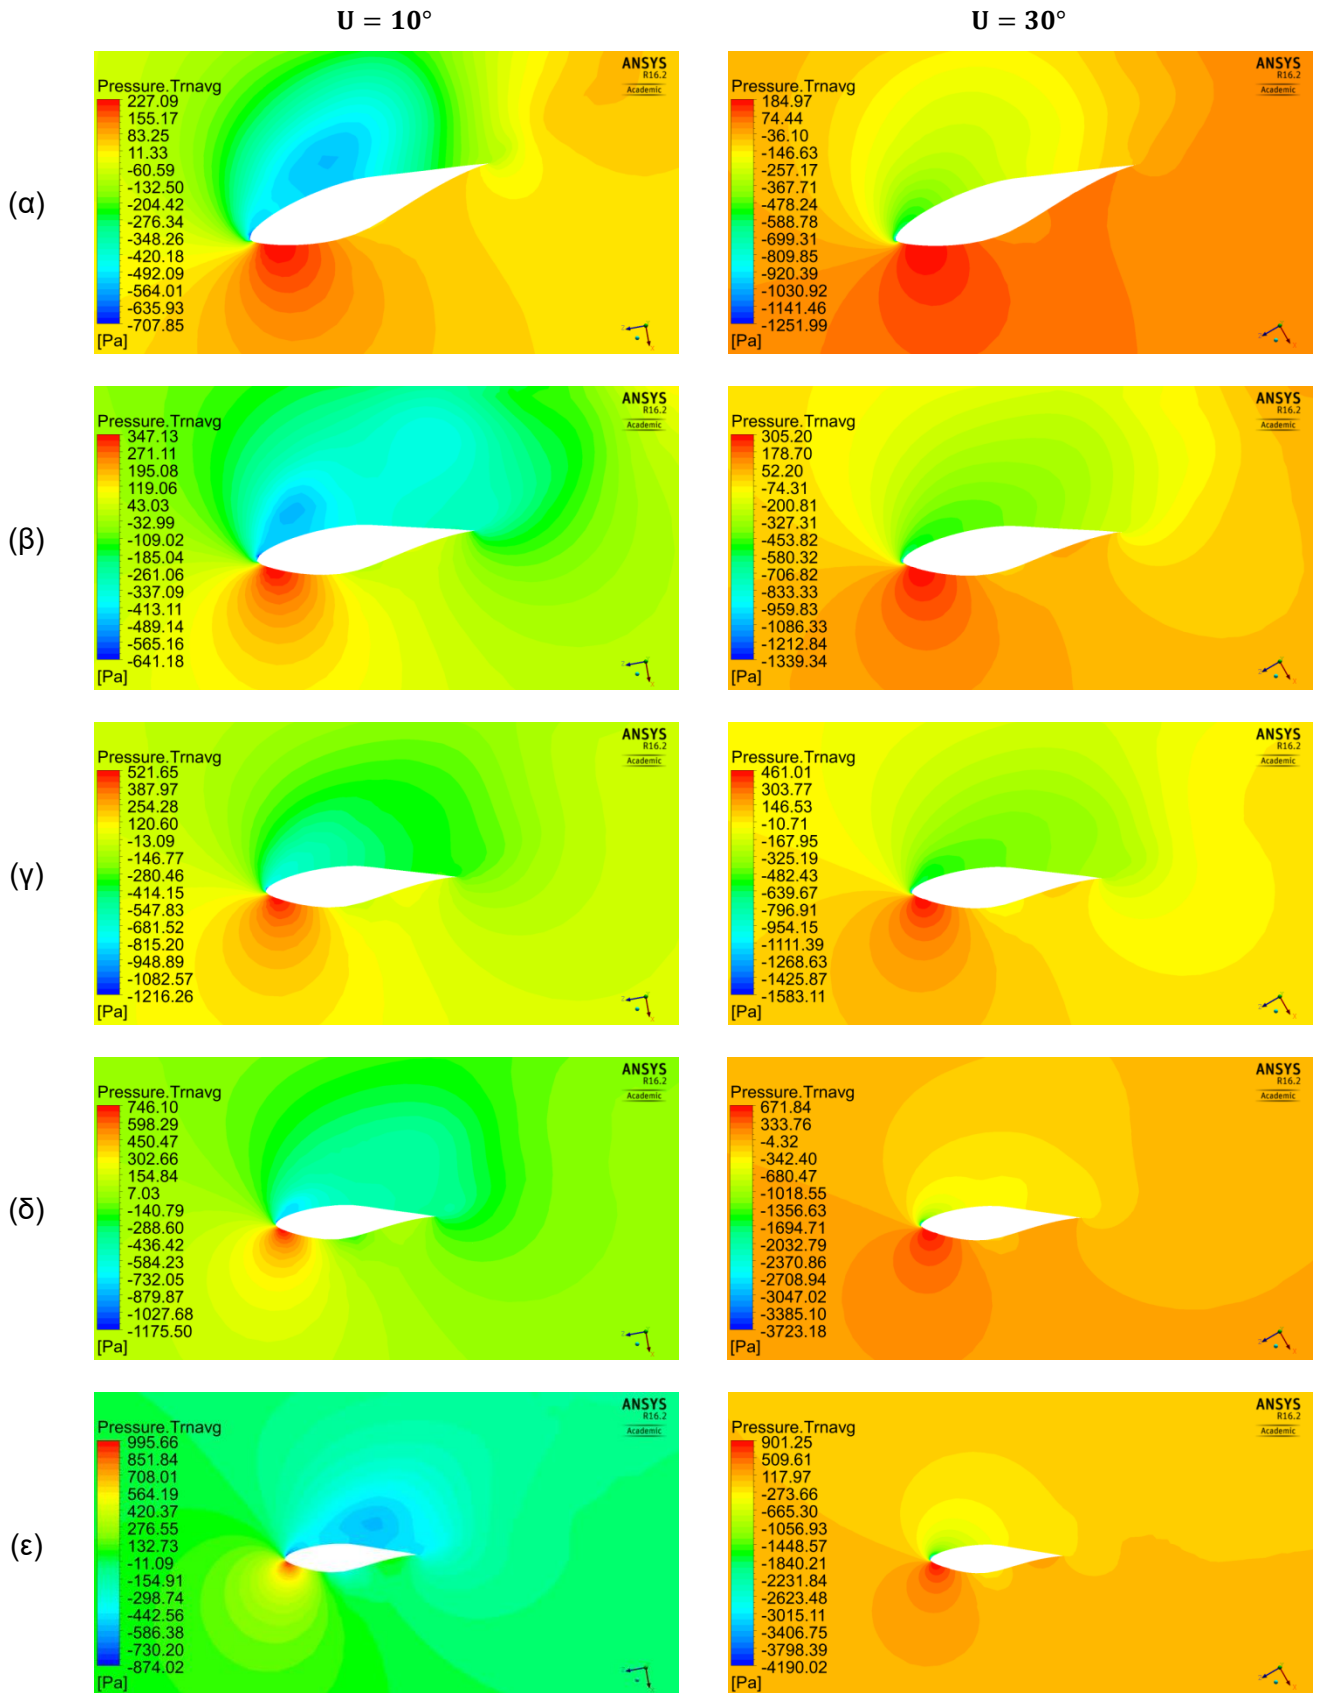 U = 10°
U = 30°
(α)
ANSYS
R16.2
Academic
Pressure.Trnavg
227.09
155.17
83.25
11.33
-60.59
-132.50
-204.42
-276.34
-348.26
-420.18
-492.09
-564.01
-635.93
-707.85
[Pa]
ANSYS
R16.2
Academic
Pressure.Trnavg
184.97
74.44
-36.10
-146.63
-257.17
-367.71
-478.24
-588.78
-699.31
-809.85
-920.39
-1030.92
-1141.46
-1251.99
[Pa]
(β)
ANSYS
R16.2
Academic
Pressure.Trnavg
347.13
271.11
195.08
119.06
43.03
-32.99
-109.02
-185.04
-261.06
-337.09
-413.11
-489.14
-565.16
-641.18
[Pa]
ANSYS
R16.2
Academic
Pressure.Trnavg
305.20
178.70
52.20
-74.31
-200.81
-327.31
-453.82
-580.32
-706.82
-833.33
-959.83
-1086.33
-1212.84
-1339.34
[Pa]
(γ)
ANSYS
R16.2
Academic
Pressure.Trnavg
521.65
387.97
254.28
120.60
-13.09
-146.77
-280.46
-414.15
-547.83
-681.52
-815.20
-948.89
-1082.57
-1216.26
[Pa]
ANSYS
R16.2
Academic
Pressure.Trnavg
461.01
303.77
146.53
-10.71
-167.95
-325.19
-482.43
-639.67
-796.91
-954.15
-1111.39
-1268.63
-1425.87
-1583.11
[Pa]
(δ)
ANSYS
R16.2
Academic
Pressure.Trnavg
746.10
598.29
450.47
302.66
154.84
7.03
-140.79
-288.60
-436.42
-584.23
-732.05
-879.87
-1027.68
-1175.50
[Pa]
ANSYS
R16.2
Academic
Pressure.Trnavg
671.84
333.76
-4.32
-342.40
-680.47
-1018.55
-1356.63
-1694.71
-2032.79
-2370.86
-2708.94
-3047.02
-3385.10
-3723.18
[Pa]
(ε)
ANSYS
R16.2
Academic
Pressure.Trnavg
995.66
851.84
708.01
564.19
420.37
276.55
132.73
-11.09
-154.91
-298.74
-442.56
-586.38
-730.20
-874.02
[Pa]
ANSYS
R16.2
Academic
Pressure.Trnavg
901.25
509.61
117.97
-273.66
-665.30
-1056.93
-1448.57
-1840.21
-2231.84
-2623.48
-3015.11
-3406.75
-3798.39
-4190.02
[Pa]